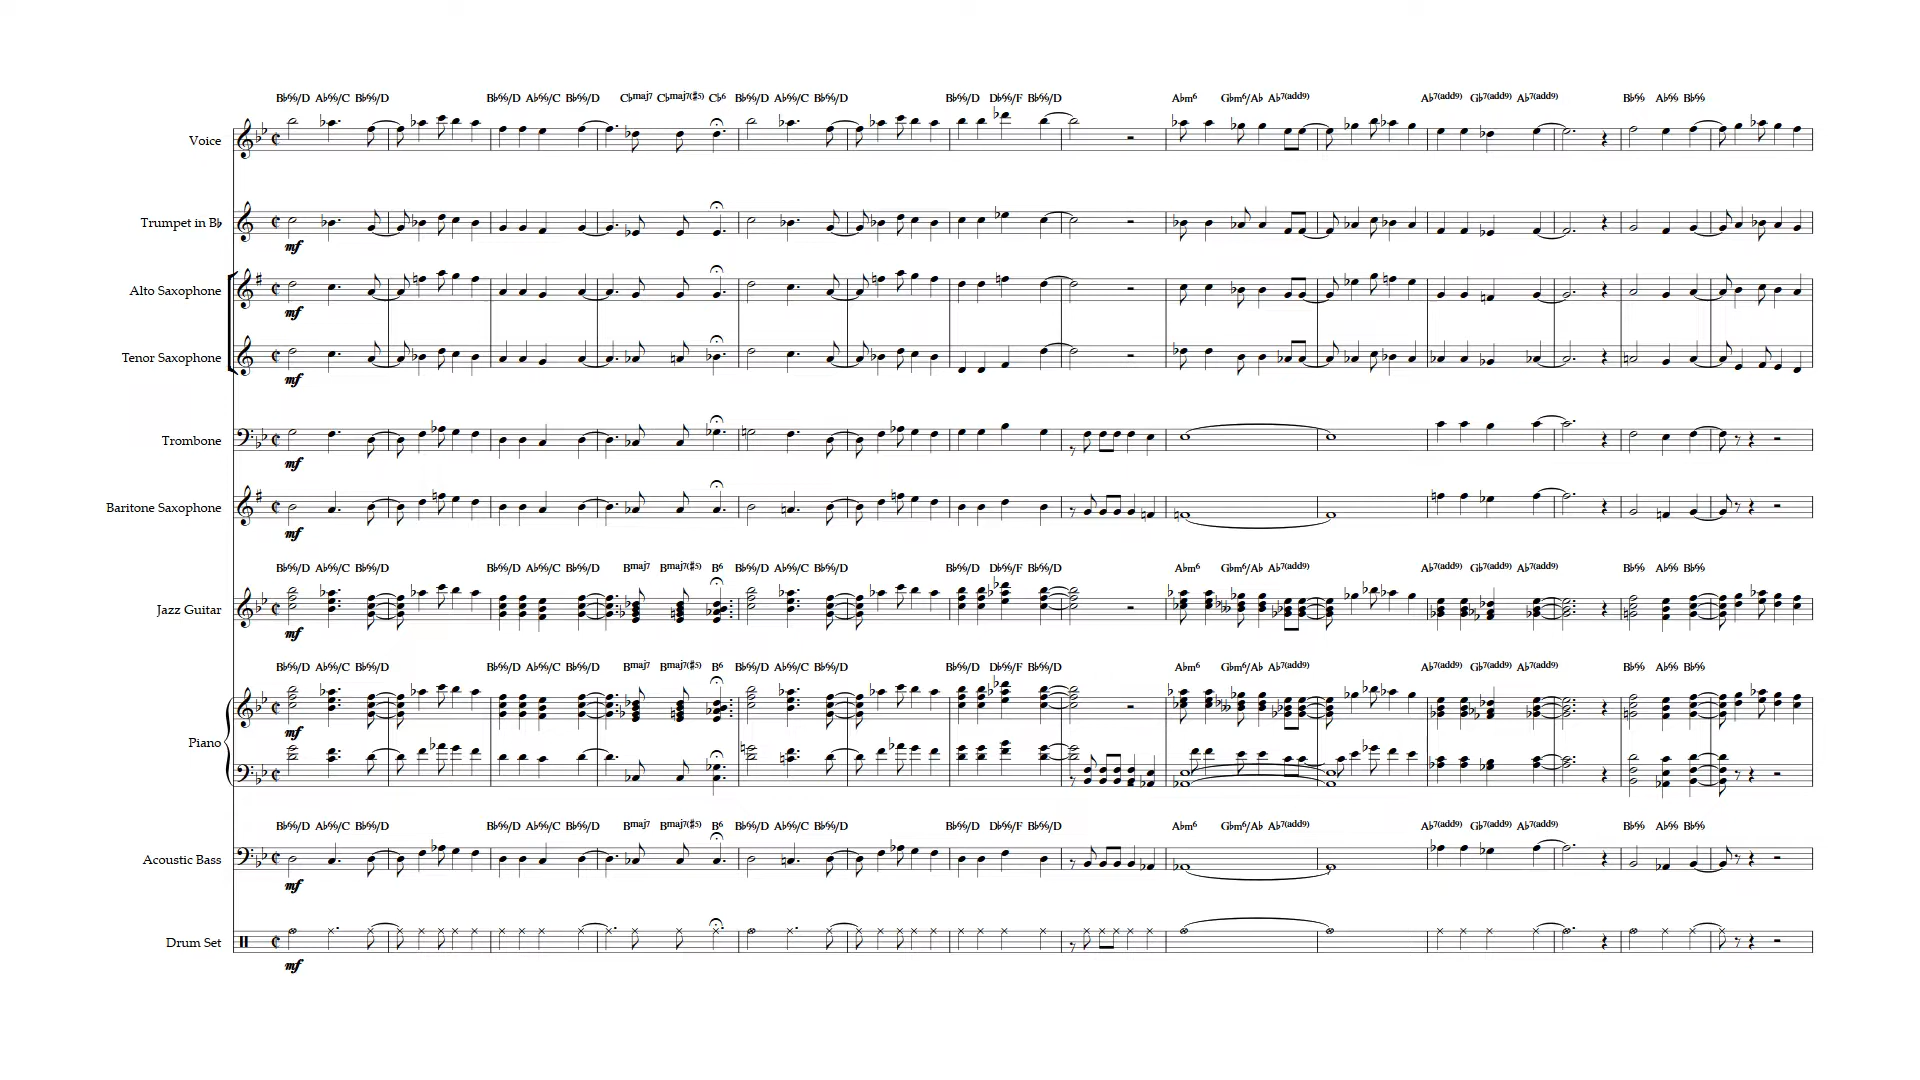 B♭6/9/D A♭6/9/C B♭6/9/D B♭6/9/D A♭6/9/C B♭6/9/D C♭maj7 C♭maj7(♯5) C♭6 B♭6/9/D A♭6/9/C B♭6/9/D B♭6/9/D D♭6/9/F B♭6/9/D A♭m6 G♭m6/A♭ A♭7(add9) A♭7(add9) G♭7(add9) A♭7(add9) B♭6/9 A♭6/9 B♭6/9
Voice
Trumpet in B♭
mf
Alto Saxophone
mf
Tenor Saxophone
mf
Trombone
mf
Baritone Saxophone
mf
B♭6/9/D A♭6/9/C B♭6/9/D B♭6/9/D A♭6/9/C B♭6/9/D Bmaj7 Bmaj7(♯5) B6 B♭6/9/D A♭6/9/C B♭6/9/D B♭6/9/D D♭6/9/F B♭6/9/D A♭m6 G♭m6/A♭ A♭7(add9) A♭7(add9) G♭7(add9) A♭7(add9) B♭6/9 A♭6/9 B♭6/9
Jazz Guitar
mf
B♭6/9/D A♭6/9/C B♭6/9/D B♭6/9/D A♭6/9/C B♭6/9/D Bmaj7 Bmaj7(♯5) B6 B♭6/9/D A♭6/9/C B♭6/9/D B♭6/9/D D♭6/9/F B♭6/9/D A♭m6 G♭m6/A♭ A♭7(add9) A♭7(add9) G♭7(add9) A♭7(add9) B♭6/9 A♭6/9 B♭6/9
mf
Piano
B♭6/9/D A♭6/9/C B♭6/9/D B♭6/9/D A♭6/9/C B♭6/9/D Bmaj7 Bmaj7(♯5) B6 B♭6/9/D A♭6/9/C B♭6/9/D B♭6/9/D D♭6/9/F B♭6/9/D A♭m6 G♭m6/A♭ A♭7(add9) A♭7(add9) G♭7(add9) A♭7(add9) B♭6/9 A♭6/9 B♭6/9
Acoustic Bass
mf
Drum Set
mf